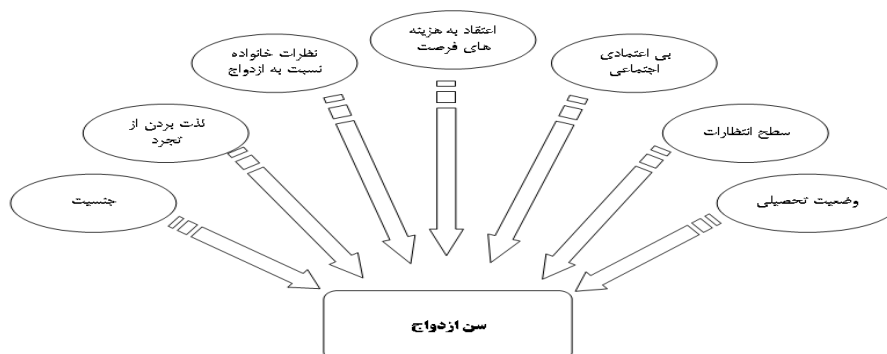 اعتقاد به هزینه
های فرصت
بی اعتمادی
اجتماعی
نظرات خانواده
نسبت به ازدواج
سطح انتظارات
لذت بردن از
تجرد
وضعیت تحصیلی
جنسیت
سن ازدواج